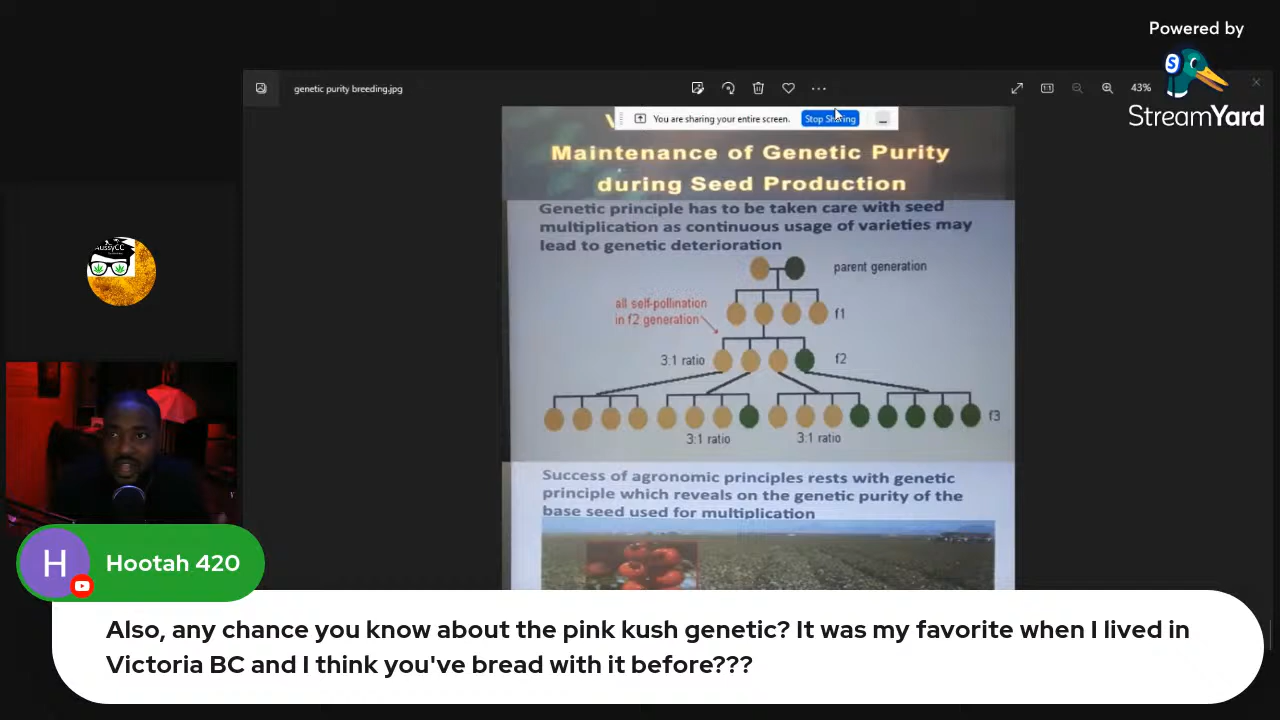 Powered by
S
StreamYard
genetic purity breeding.jpg
43%
You are sharing your entire screen.
Stop Sharing
Maintenance of Genetic Purity
during Seed Production
Genetic principle has to be taken care with seed
multiplication as continuous usage of varieties may
lead to genetic deterioration
parent generation
all self-pollination
in f2 generation
f1
3:1 ratio
f2
f3
3:1 ratio
3:1 ratio
Success of agronomic principles rests with genetic
principle which reveals on the genetic purity of the
base seed used for multiplication
H
Hootah 420
Also, any chance you know about the pink kush genetic? It was my favorite when I lived in
Victoria BC and I think you've bread with it before???